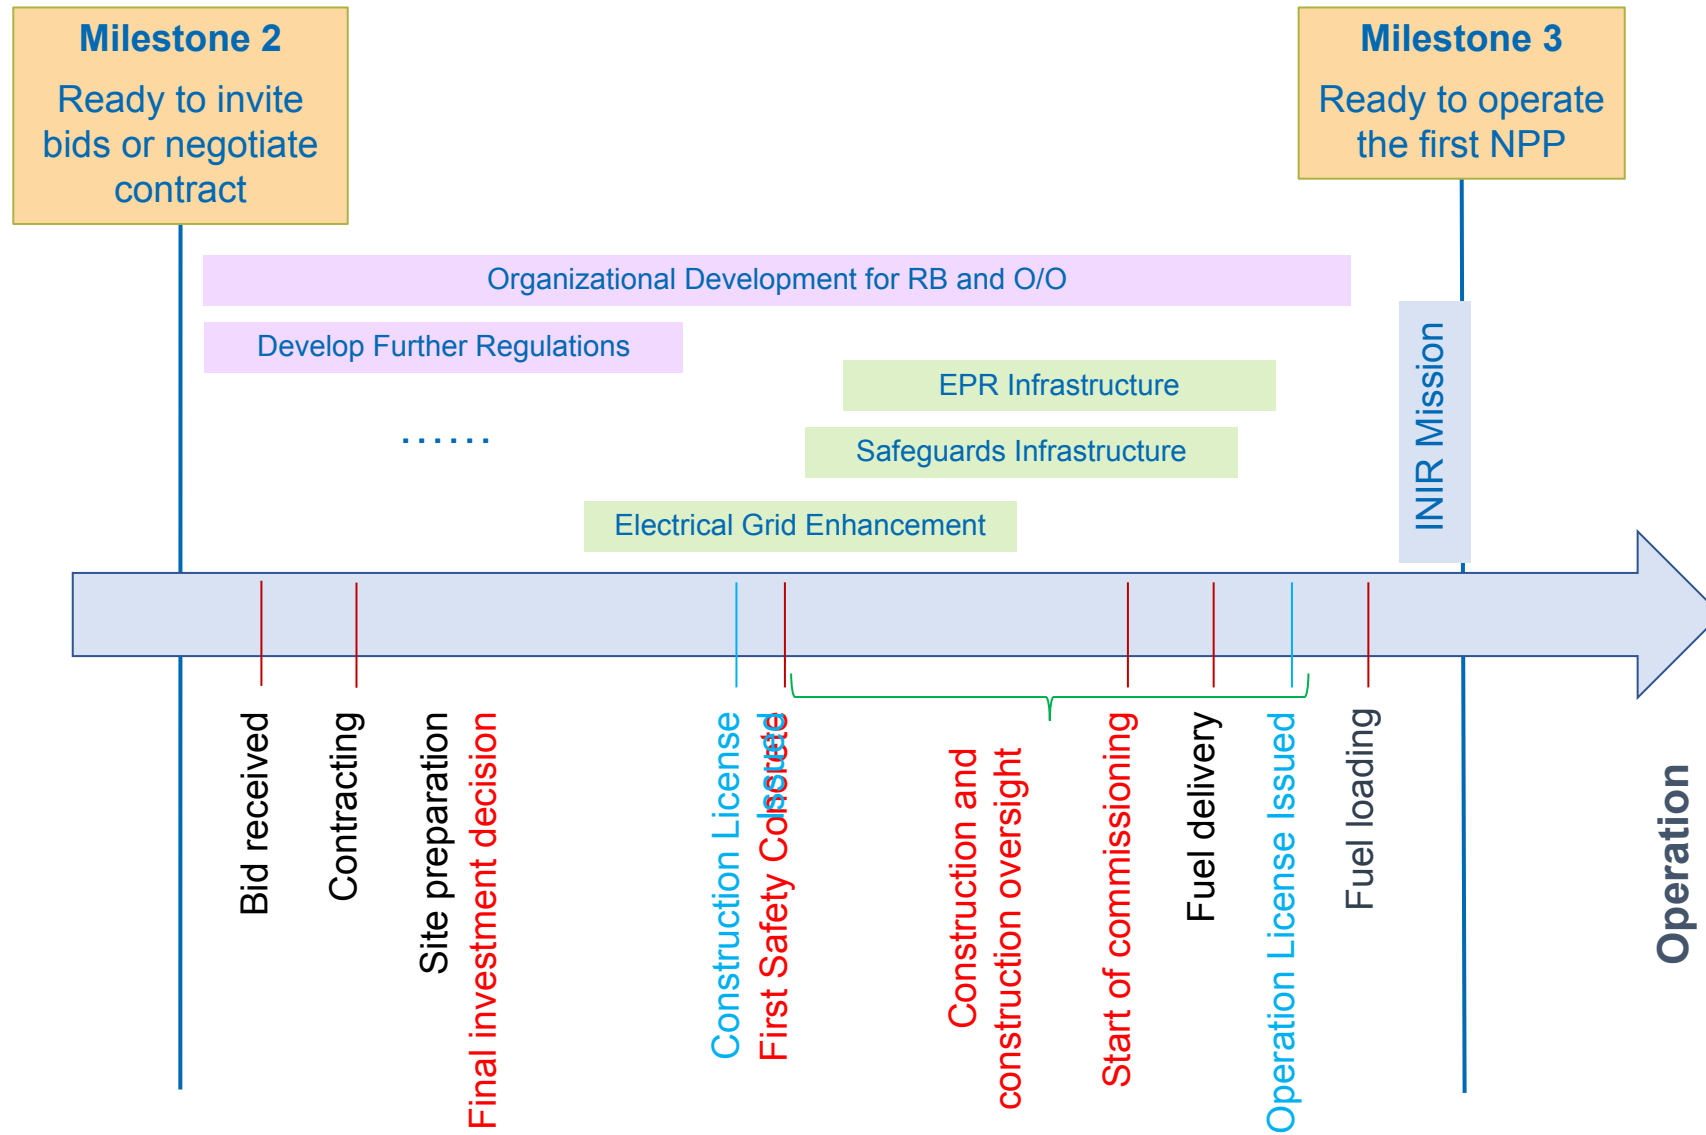 Milestone 2
Ready to invite
bids or negotiate
contract
Milestone 3
Ready to operate
the first NPP
Organizational Development for RB and O/O
Develop Further Regulations
EPR Infrastructure
......
Safeguards Infrastructure
Electrical Grid Enhancement
INIR Mission
Bid received
Contracting
Site preparation
Final investment decision
Construction License
Issued
First Safety Concrete
Construction and
construction oversight
Start of commissioning
Fuel delivery
Operation License Issued
Fuel loading
Operation